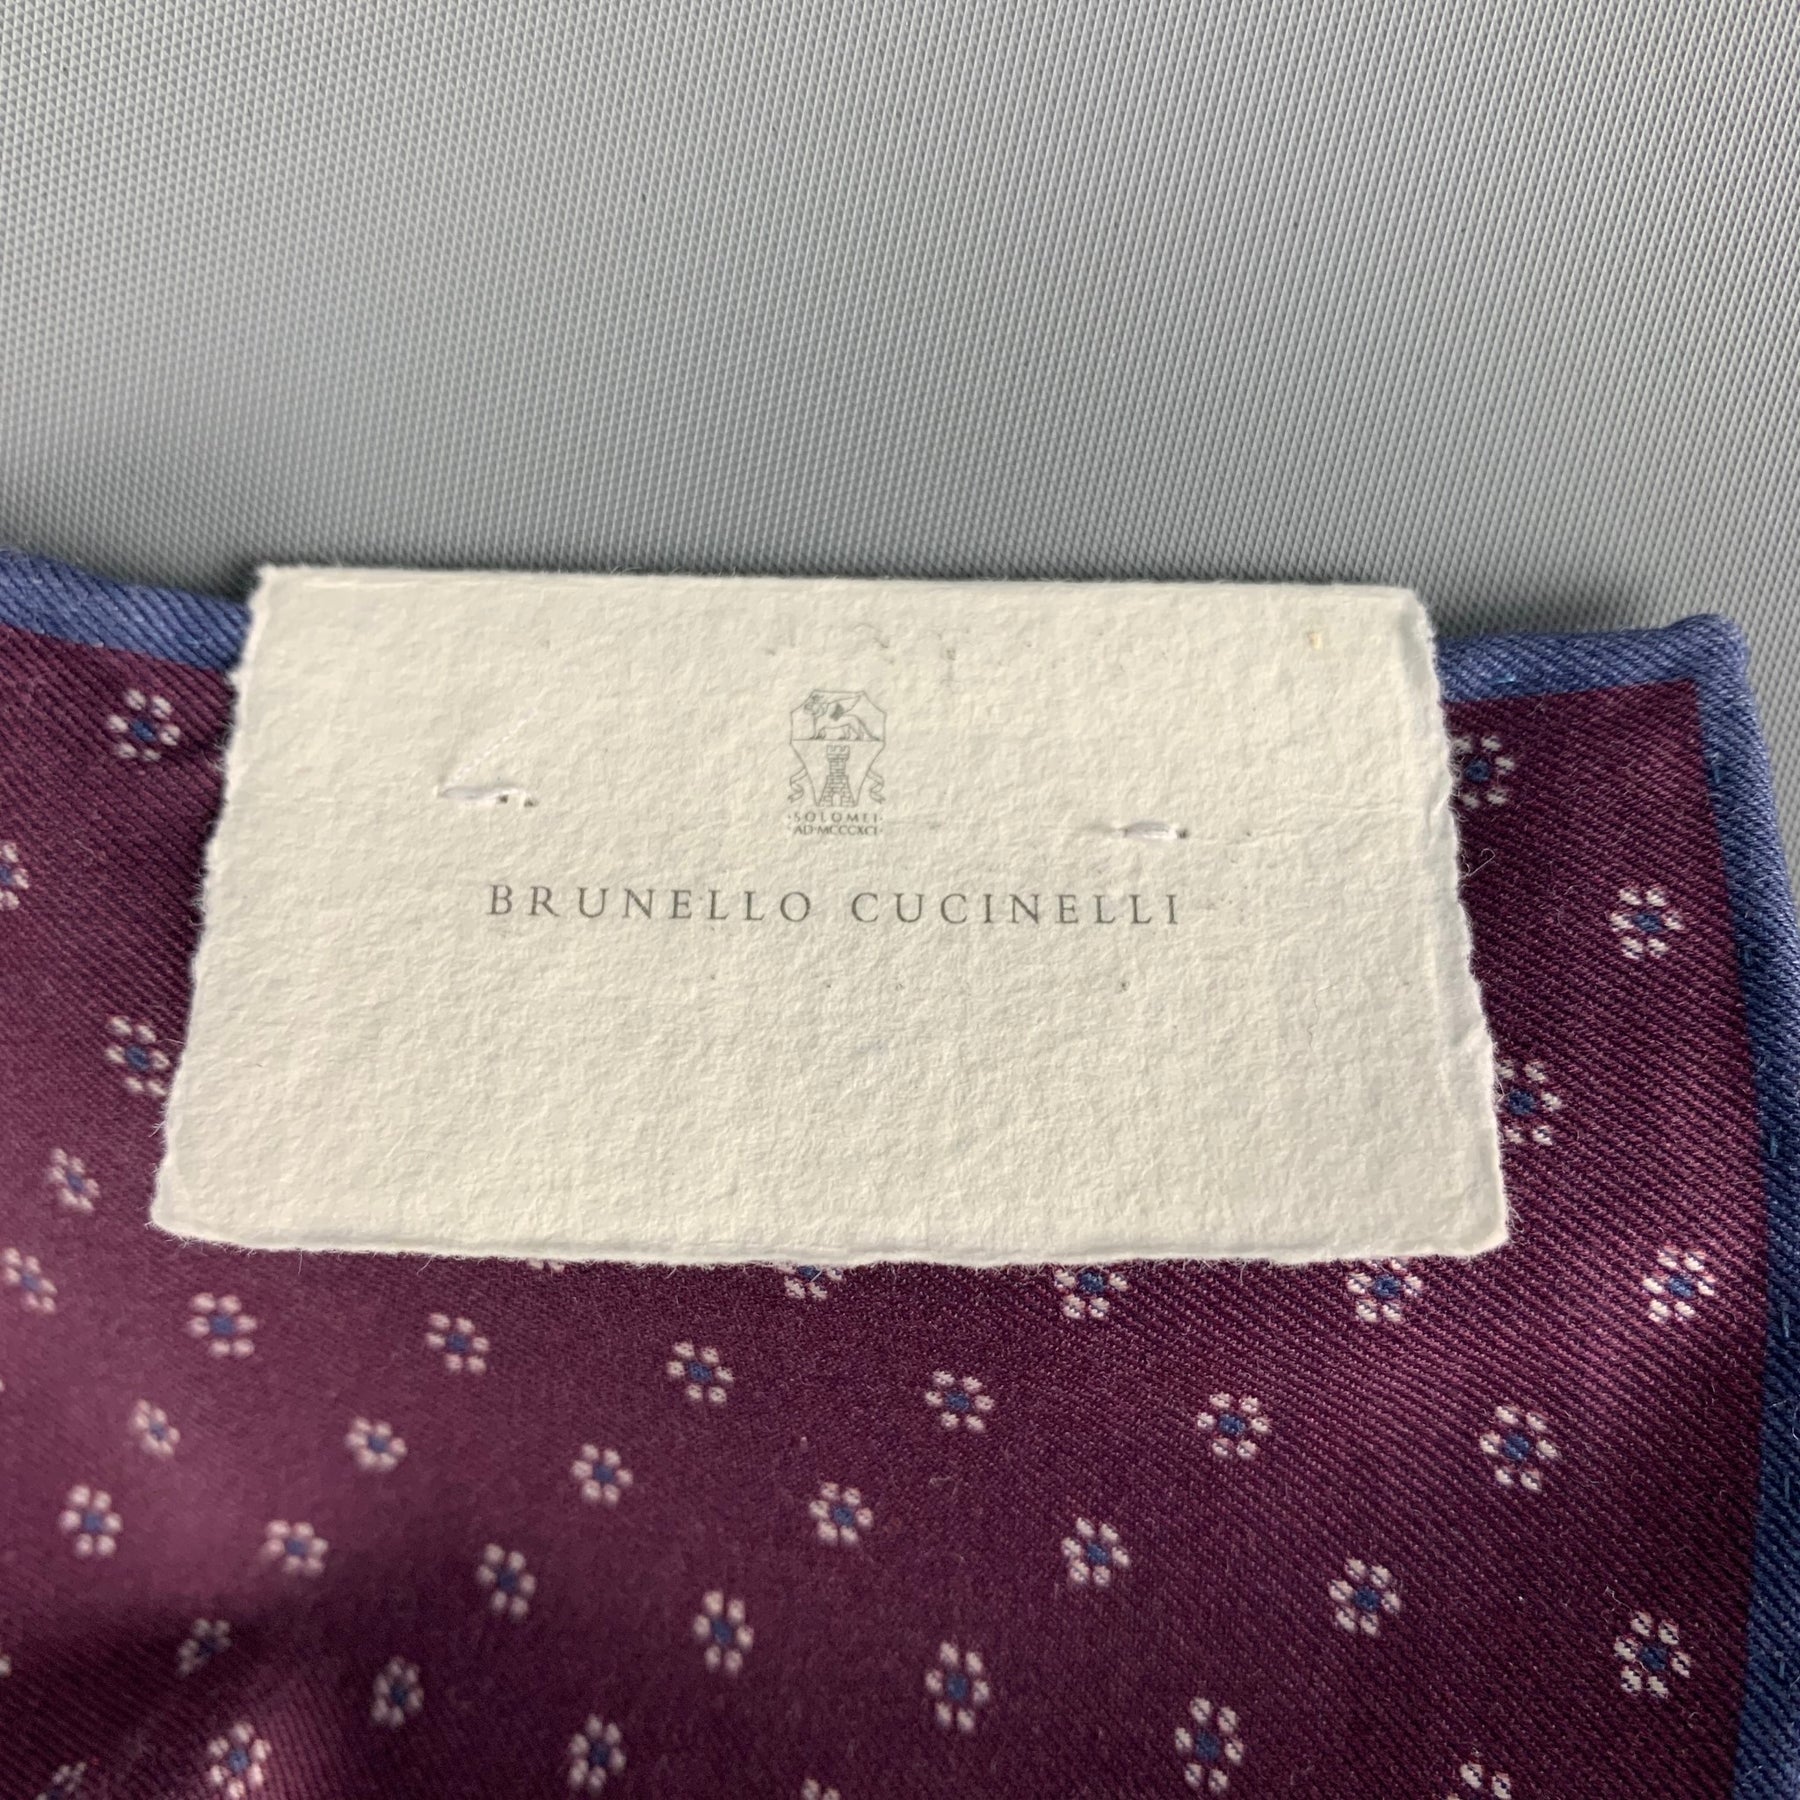 ·SOLOMEI·
AD·MCCCXCI·
BRUNELLO CUCINELLI